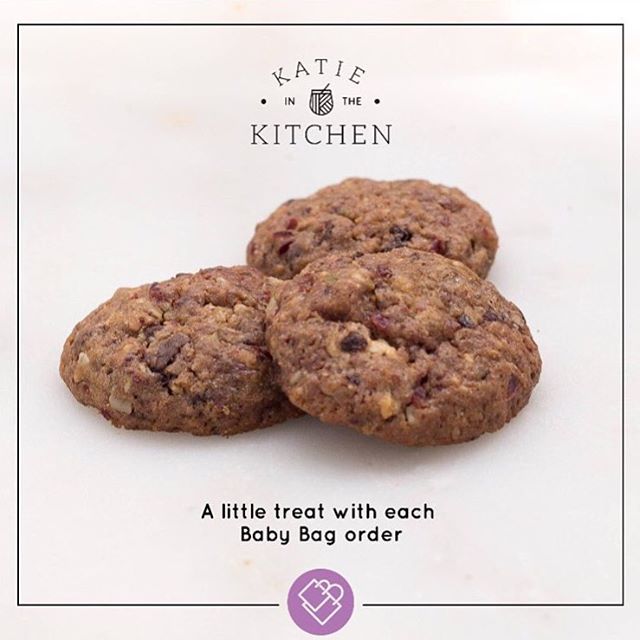 KATIE
• IN THE •
KITCHEN
A little treat with each
Baby Bag order